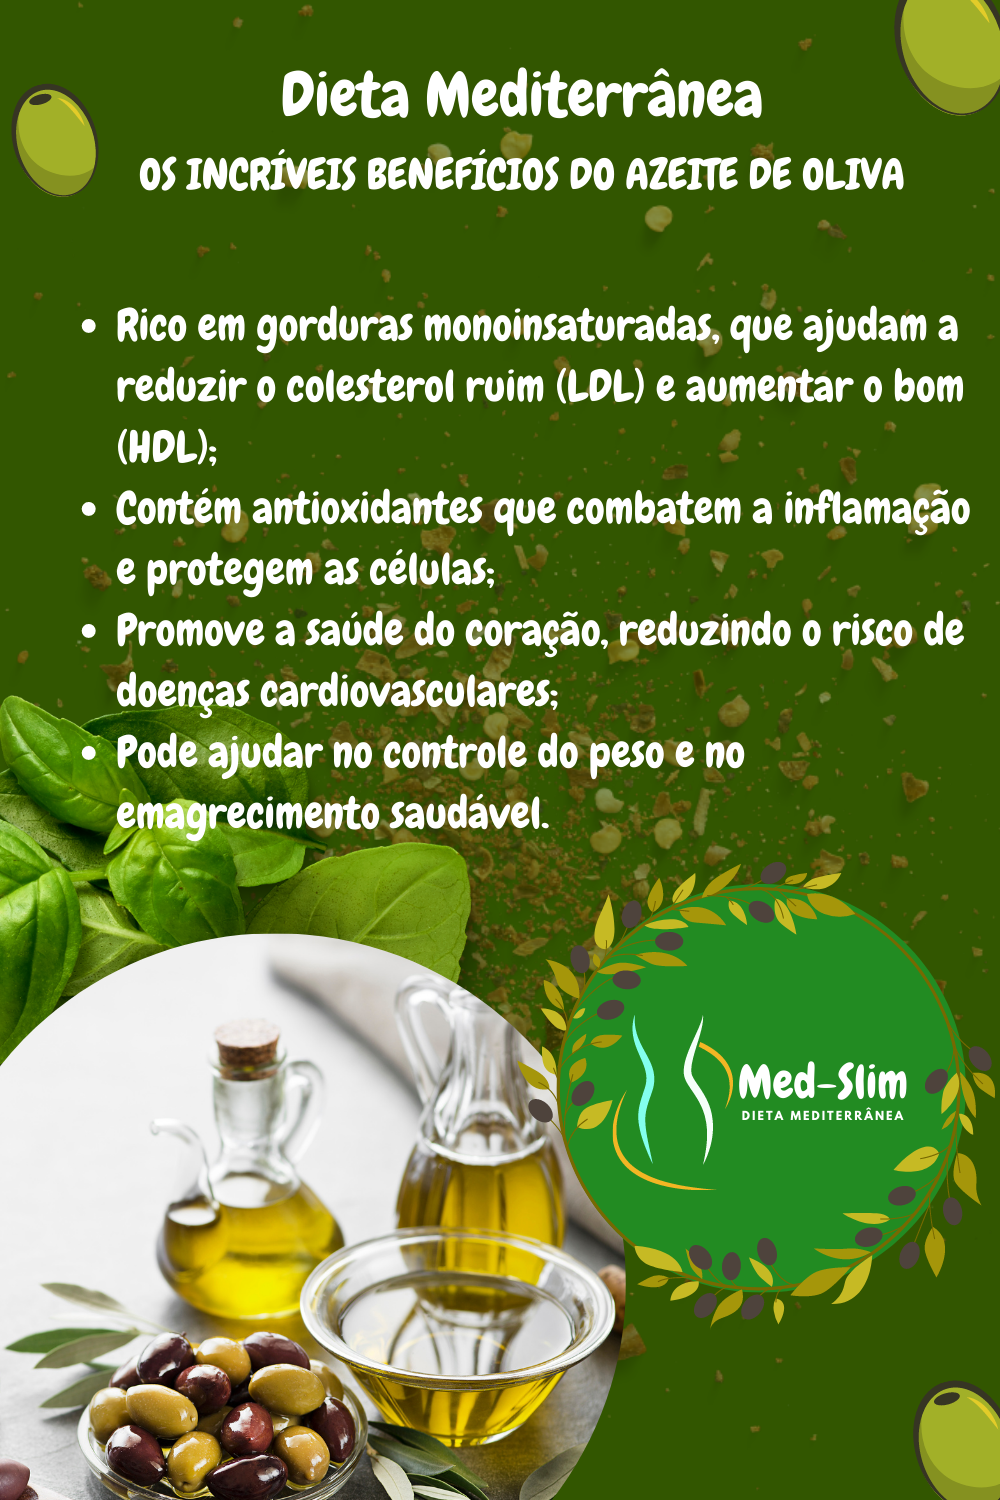 Dieta Mediterrânea
OS INCRÍVEIS BENEFÍCIOS DO AZEITE DE OLIVA
• Rico em gorduras monoinsaturadas, que ajudam a
reduzir o colesterol ruim (LDL) e aumentar o bom
(HDL);
• Contém antioxidantes que combatem a inflamação
e protegem as células;
• Promove a saúde do coração, reduzindo o risco de
doenças cardiovasculares;
• Pode ajudar no controle do peso e no
emagrecimento saudável.
Med-Slim
DIETA MEDITERRÂNEA